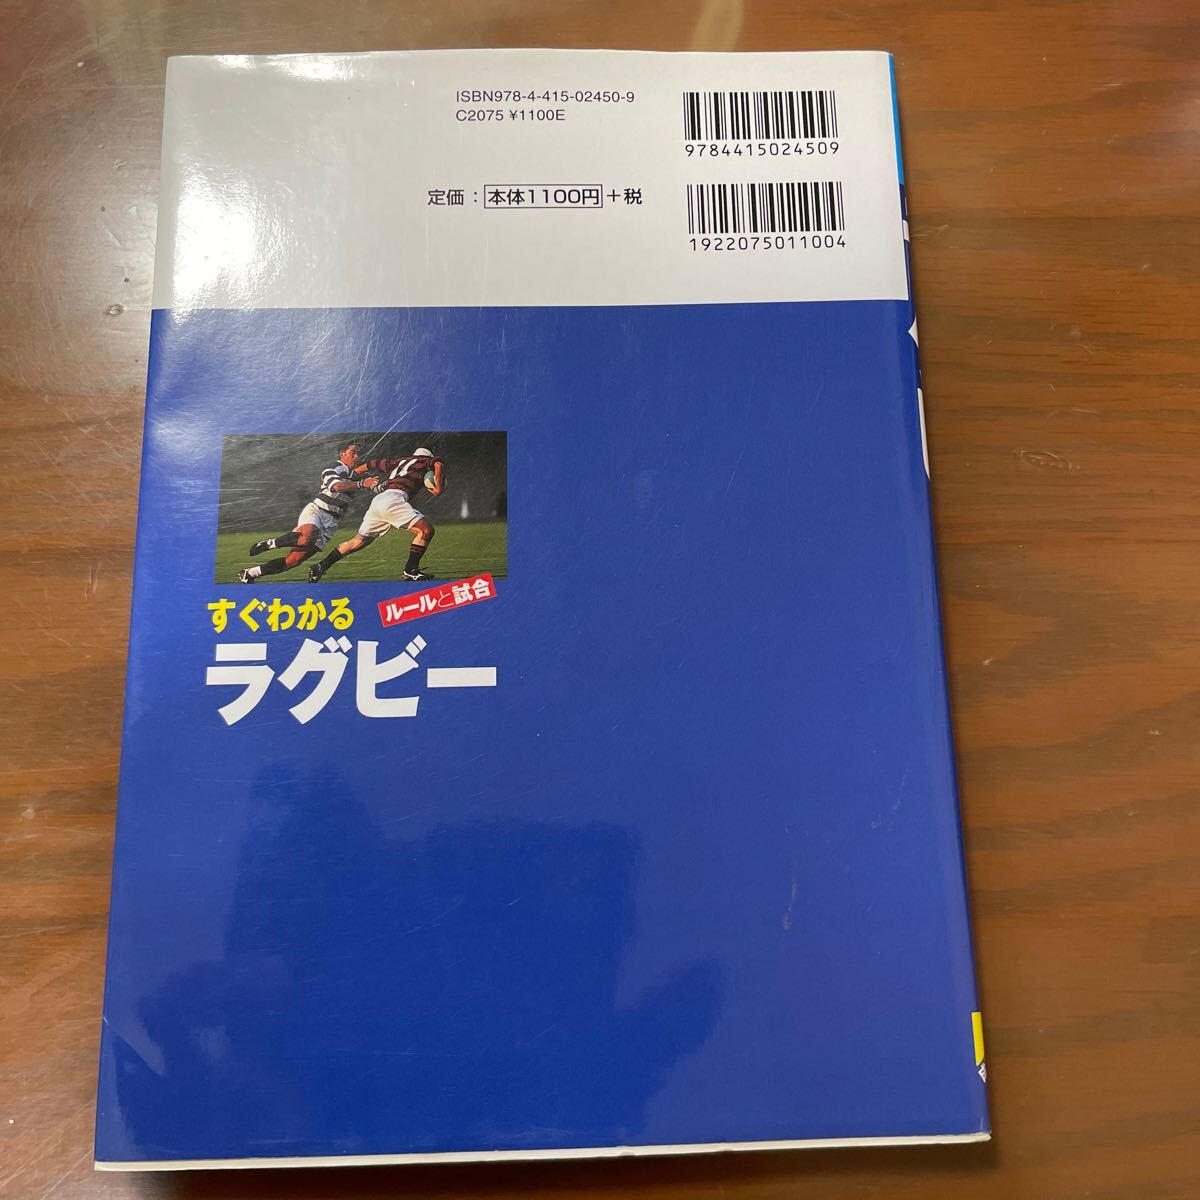 ISBN978-4-415-02450-9
C2075 ¥1100E
9784415024509
定価：本体1100円+税
1922075011004
11
すぐわかる
ルールと試合
ラグビー